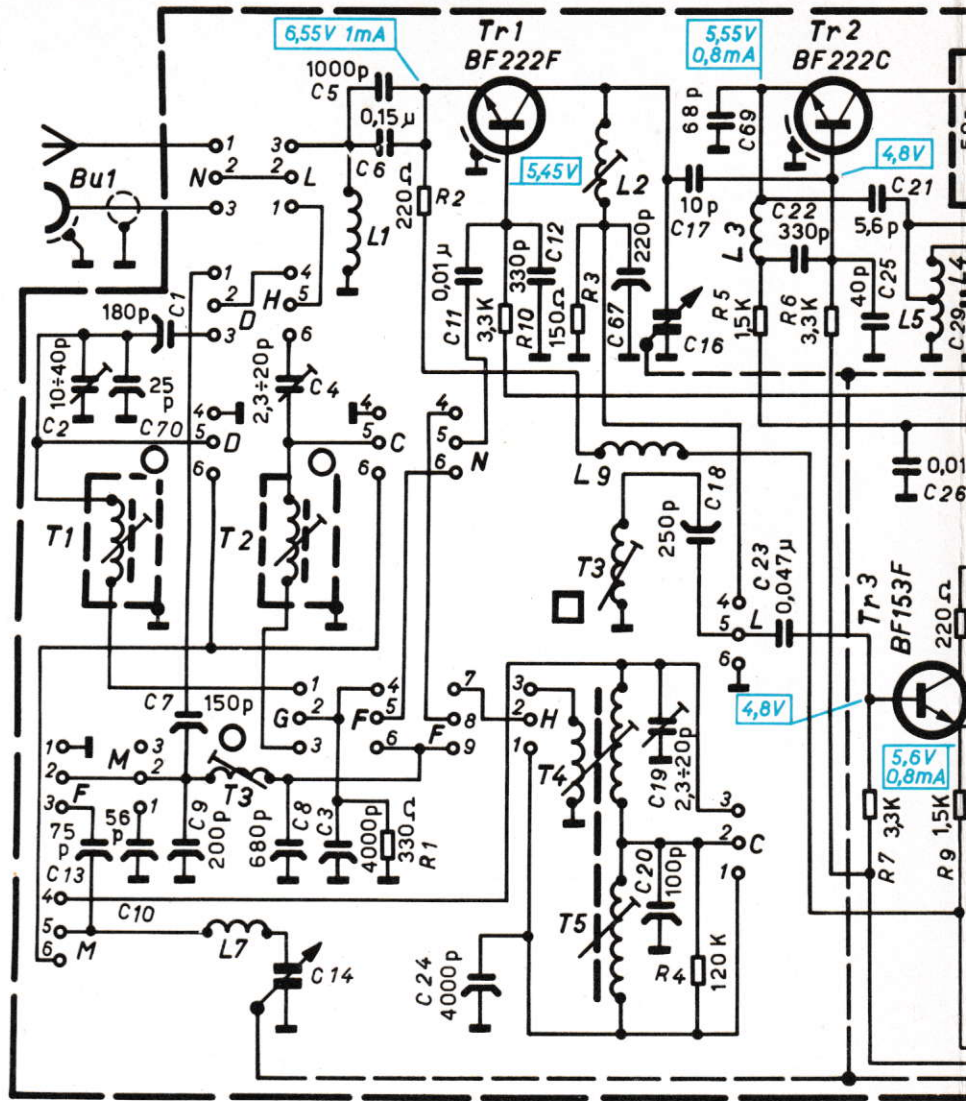 6,55V 1mA
Tr1
BF222F
5,55V
0,8mA
Tr2
BF222C
1000p
C5
0,15µ
C6
68p
C69
4,8V
5,45V
Bu1
1
2
3
N
3
2
1
L
L1
220Ω
R2
L2
10p
C17
C21
5,6p
C22
330p
L3
L4
C25
40p
L5
C29
0,01µ
C11
3,3K
R10
330p
C12
150Ω
R3
220p
C67
C16
R5
1,5K
R6
3,3K
180p
C1
1
2
3
D
4
5
6
H
2,3÷20p
C4
10÷40p
C2
25p
C70
4
5
6
D
4
5
6
C
4
5
6
N
L9
C18
250p
0,01
C26
T1
T2
T3
C23
0,047µ
4
5
6
L
Tr3
BF153F
220Ω
4,8V
5,6V
0,8mA
C7
150p
1
2
3
G
4
5
6
F
7
8
9
F
3
2
1
H
T4
C19
2,3÷20p
3
2
1
C
1
2
3
F
M
3
2
1
T3
75p
C13
56p
C10
C9
200p
680p
C8
C3
4000p
330Ω
R1
4
5
6
M
L7
C14
C24
4000p
T5
C20
100p
R4
120K
3,3K
R7
1,5K
R9